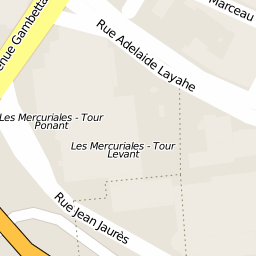 Marceau
Rue Adelaide Layahe
Avenue Gambetta
Les Mercuriales - Tour
Ponant
Les Mercuriales - Tour
Levant
Rue Jean Jaurès